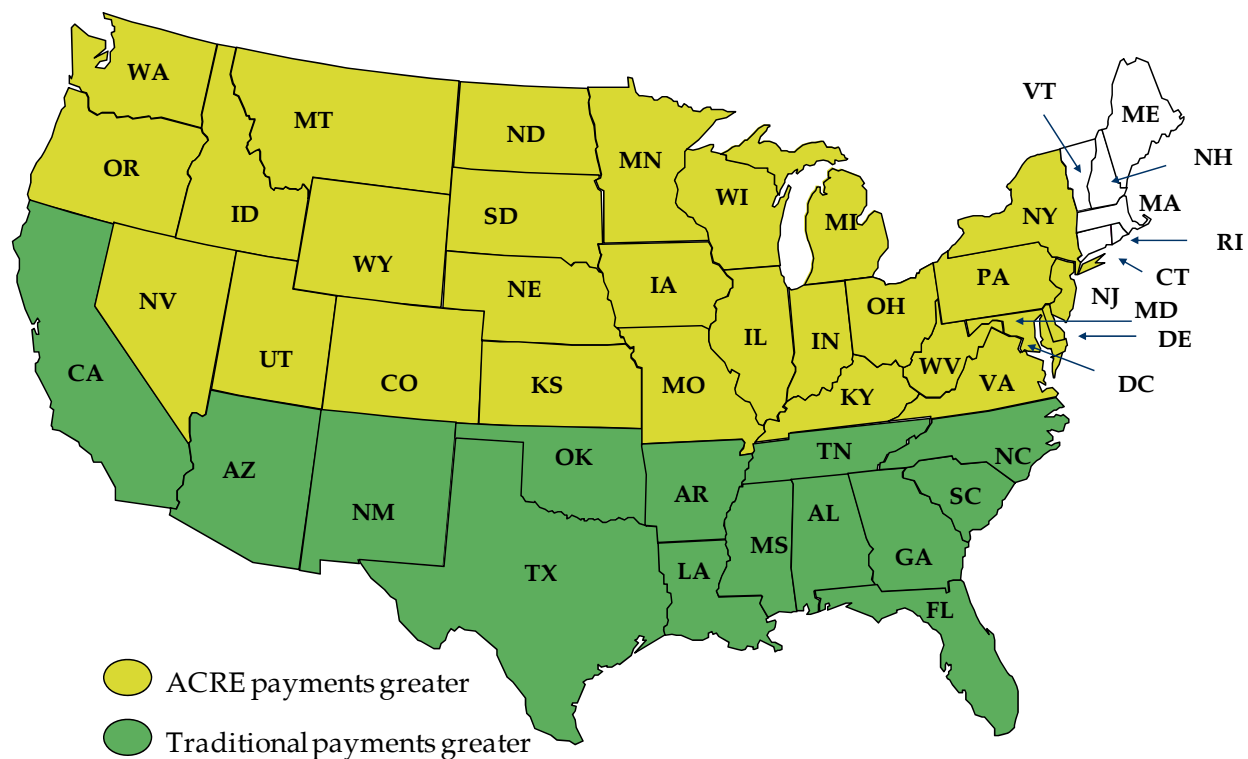 WA
MT
ND
MN
VT
ME
NH
OR
ID
SD
WI
MI
NY
MA
RI
WY
NE
IA
PA
CT
NV
IL
IN
OH
NJ
MD
DE
CA
UT
CO
KS
MO
KY
WV
VA
DC
AZ
NM
OK
AR
TN
NC
SC
TX
LA
MS
AL
GA
FL
ACRE payments greater
Traditional payments greater